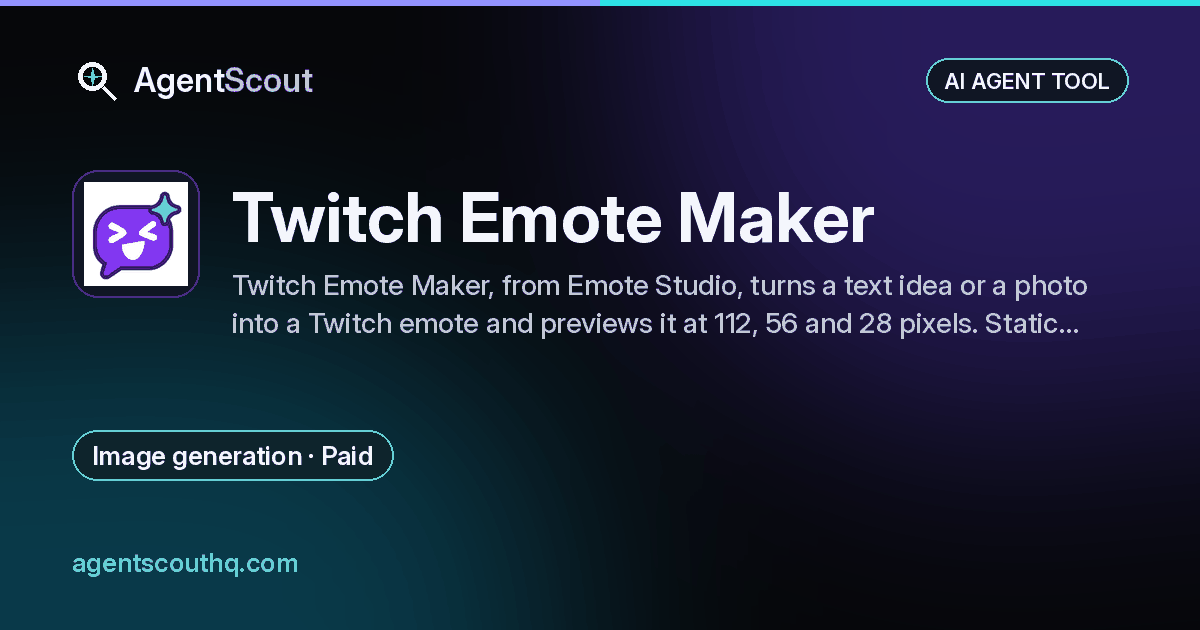 AgentScout
AI AGENT TOOL
Twitch Emote Maker
Twitch Emote Maker, from Emote Studio, turns a text idea or a photo
into a Twitch emote and previews it at 112, 56 and 28 pixels. Static...
Image generation · Paid
agentscouthq.com